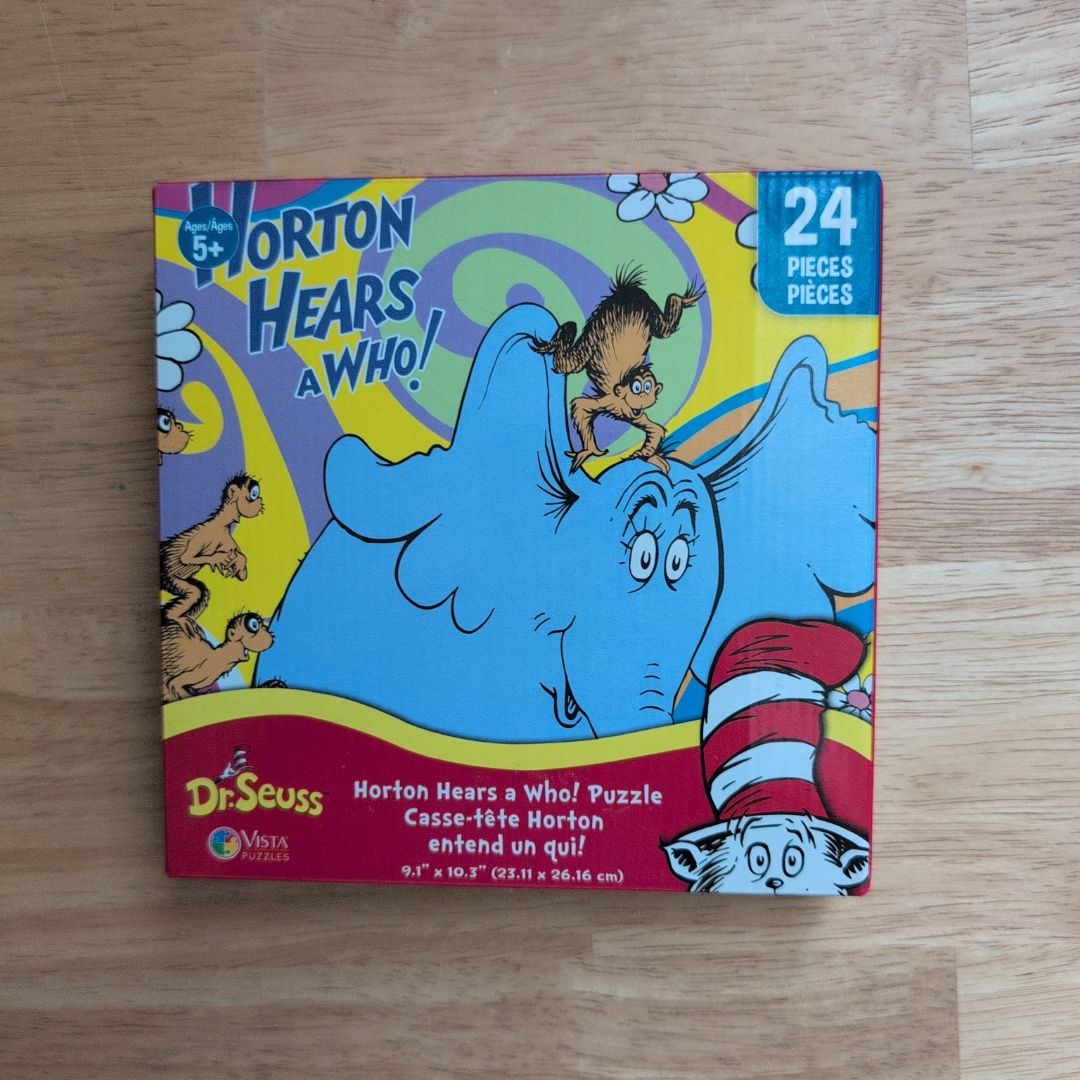 Ages/Âges
5+
HORTON
HEARS
A WHO!
24
PIECES
PIÈCES
Dr. Seuss
VISTA
PUZZLES
Horton Hears a Who! Puzzle
Casse-tête Horton
entend un qui!
9.1" x 10.3" (23.11 x 26.16 cm)